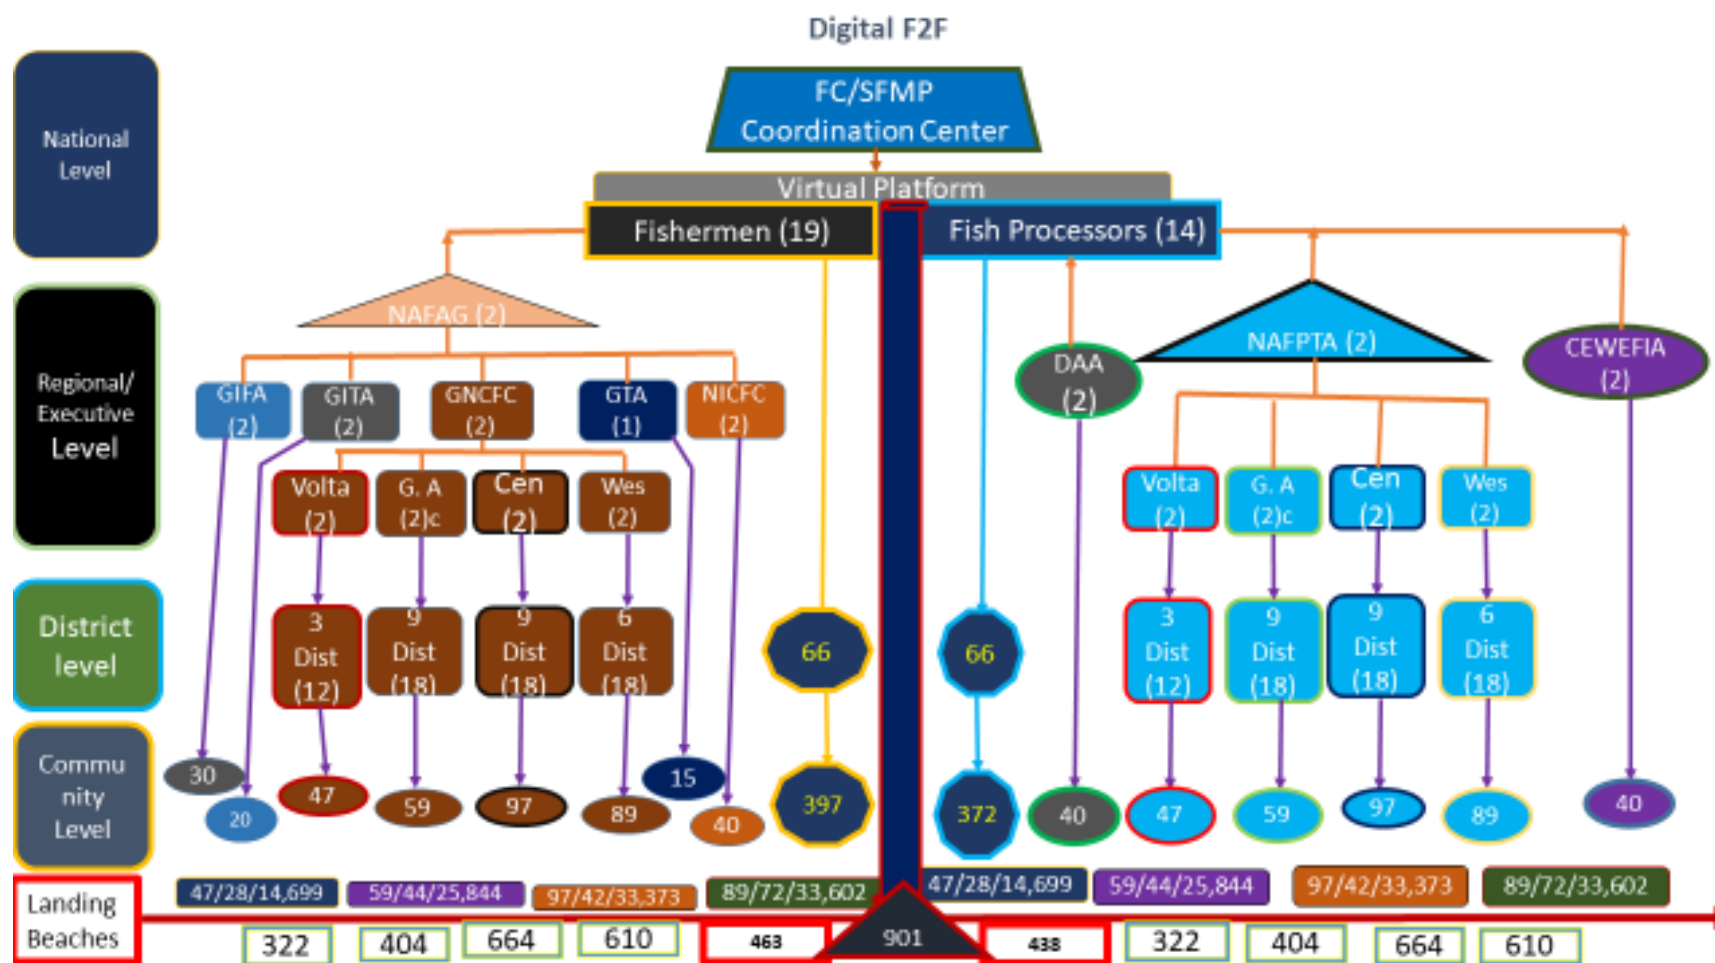 Digital F2F
National
Level
FC/SFMP
Coordination Center
Virtual Platform
Fishermen (19)
Fish Processors (14)
Regional/
Executive
Level
NAFAG (2)
DAA
(2)
NAFPTA (2)
CEWEFIA
(2)
GIFA
(2)
GITA
(2)
GNCFC
(2)
GTA
(1)
NICFC
(2)
Volta
(2)
G. A
(2)c
Cen
(2)
Wes
(2)
Volta
(2)
G. A
(2)c
Cen
(2)
Wes
(2)
District
level
3
Dist
(12)
9
Dist
(18)
9
Dist
(18)
6
Dist
(18)
66
66
3
Dist
(12)
9
Dist
(18)
9
Dist
(18)
6
Dist
(18)
Commu
nity
Level
30
20
47
59
97
89
15
40
397
372
40
47
59
97
89
40
Landing
Beaches
47/28/14,699
59/44/25,844
97/42/33,373
89/72/33,602
47/28/14,699
59/44/25,844
97/42/33,373
89/72/33,602
322
404
664
610
463
901
438
322
404
664
610